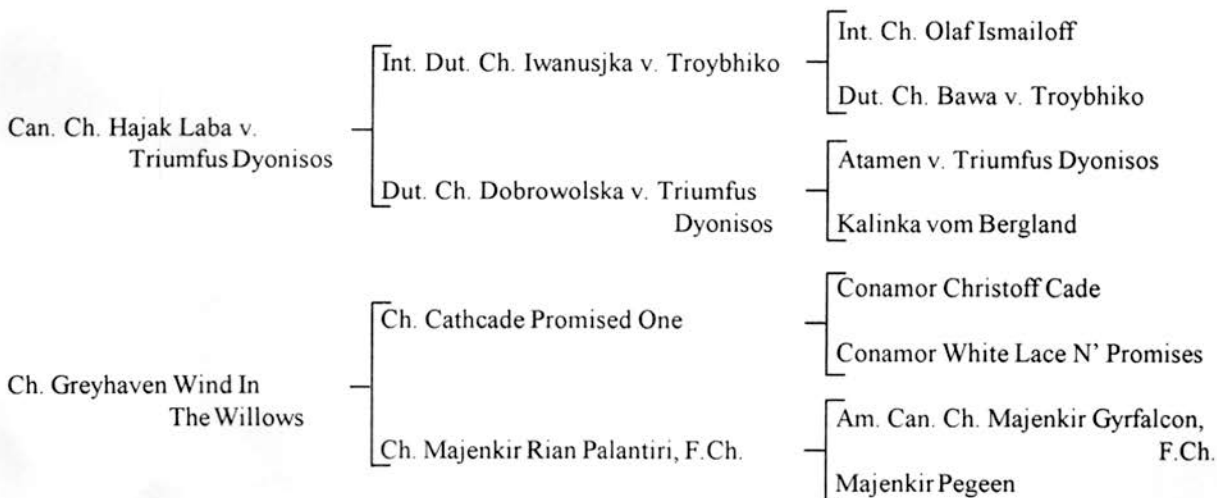 Int. Ch. Olaf Ismailoff
Int. Dut. Ch. Iwanusjka v. Troybhiko
Dut. Ch. Bawa v. Troybhiko
Can. Ch. Hajak Laba v.
Triumfus Dyonisos
Atamen v. Triumfus Dyonisos
Dut. Ch. Dobrowolska v. Triumfus
Dyonisos
Kalinka vom Bergland
Conamor Christoff Cade
Ch. Cathcade Promised One
Conamor White Lace N' Promises
Ch. Greyhaven Wind In
The Willows
Am. Can. Ch. Majenkir Gyrfalcon,
F.Ch.
Ch. Majenkir Rian Palantiri, F.Ch.
Majenkir Pegeen